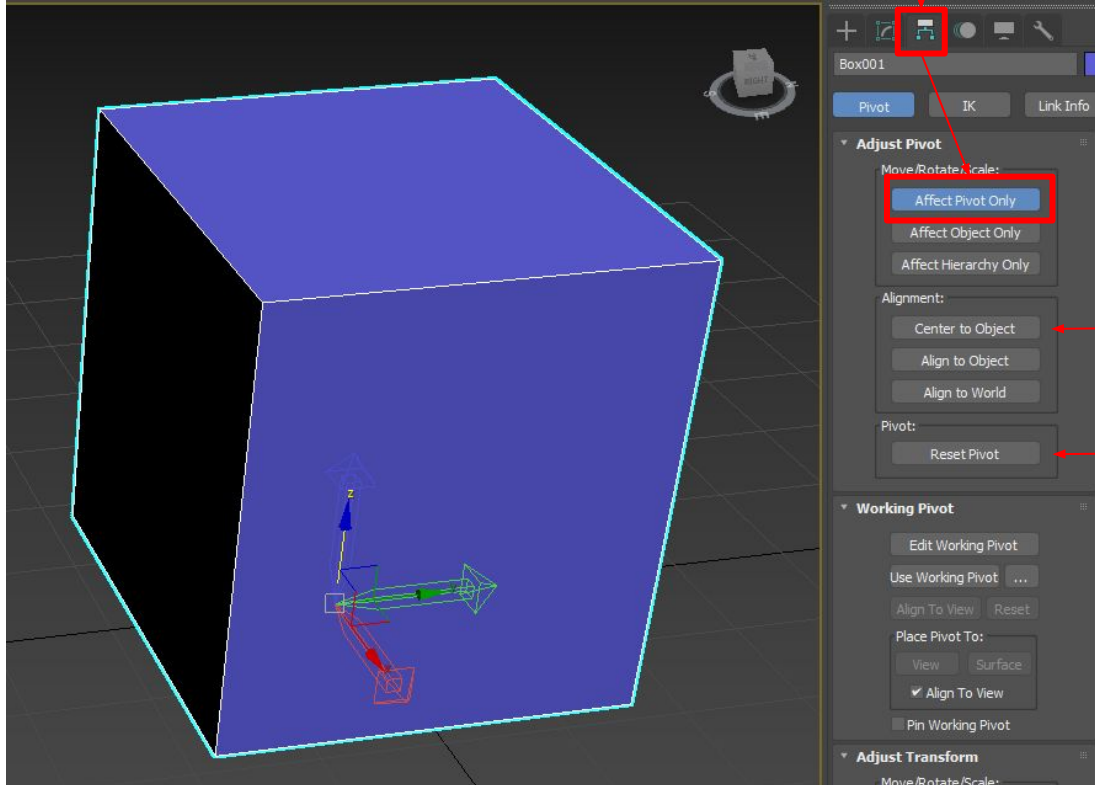 RIGHT
S
E
z
Box001
Pivot
IK
Link Info
Adjust Pivot
Move/Rotate/Scale:
Affect Pivot Only
Affect Object Only
Affect Hierarchy Only
Alignment:
Center to Object
Align to Object
Align to World
Pivot:
Reset Pivot
Working Pivot
Edit Working Pivot
Use Working Pivot ...
Align To View Reset
Place Pivot To:
View Surface
Align To View
Pin Working Pivot
Adjust Transform
Move/Rotate/Scale: